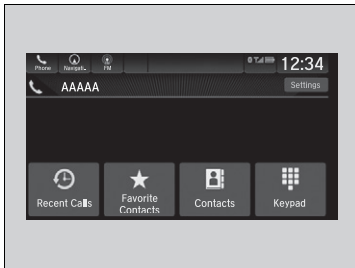 Phone Navigati.. FM 12:34
AAAAA Settings
Recent Calls Favorite Contacts Contacts Keypad